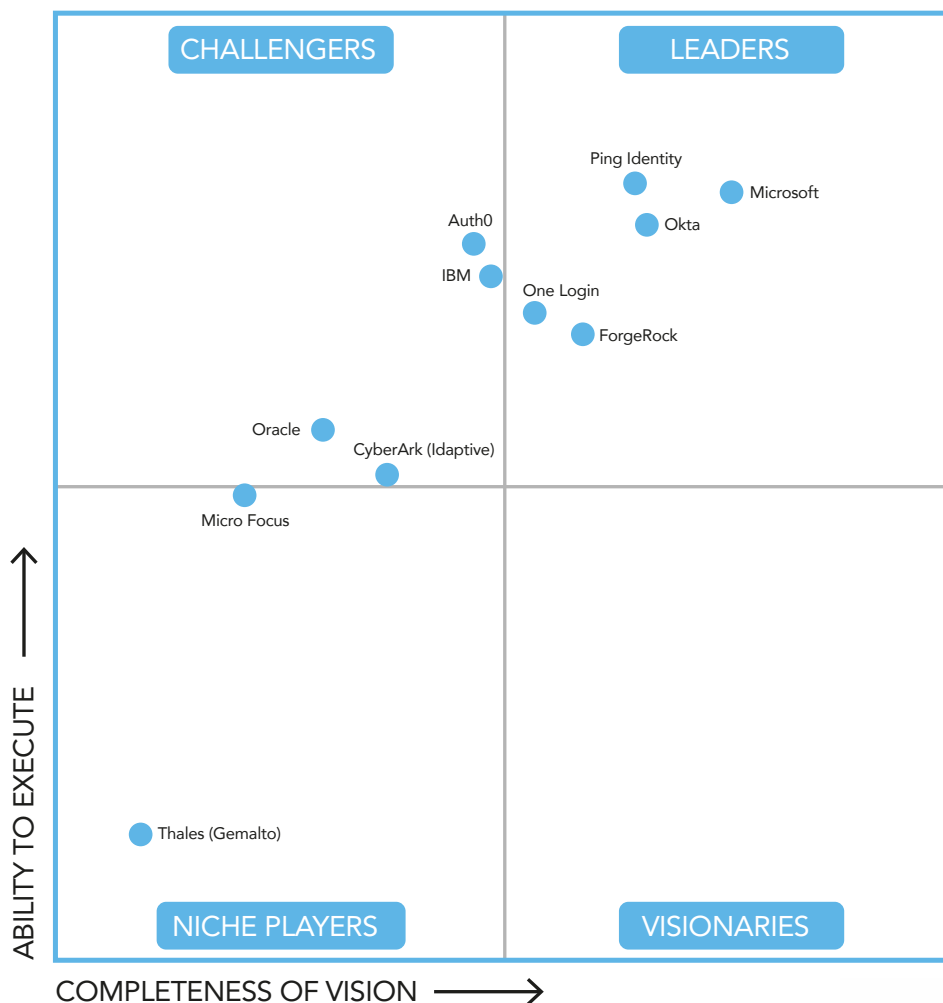 CHALLENGERS
LEADERS
Ping Identity
Microsoft
Okta
Auth0
IBM
One Login
ForgeRock
Oracle
CyberArk (Idaptive)
Micro Focus
Thales (Gemalto)
NICHE PLAYERS
VISIONARIES
ABILITY TO EXECUTE
COMPLETENESS OF VISION